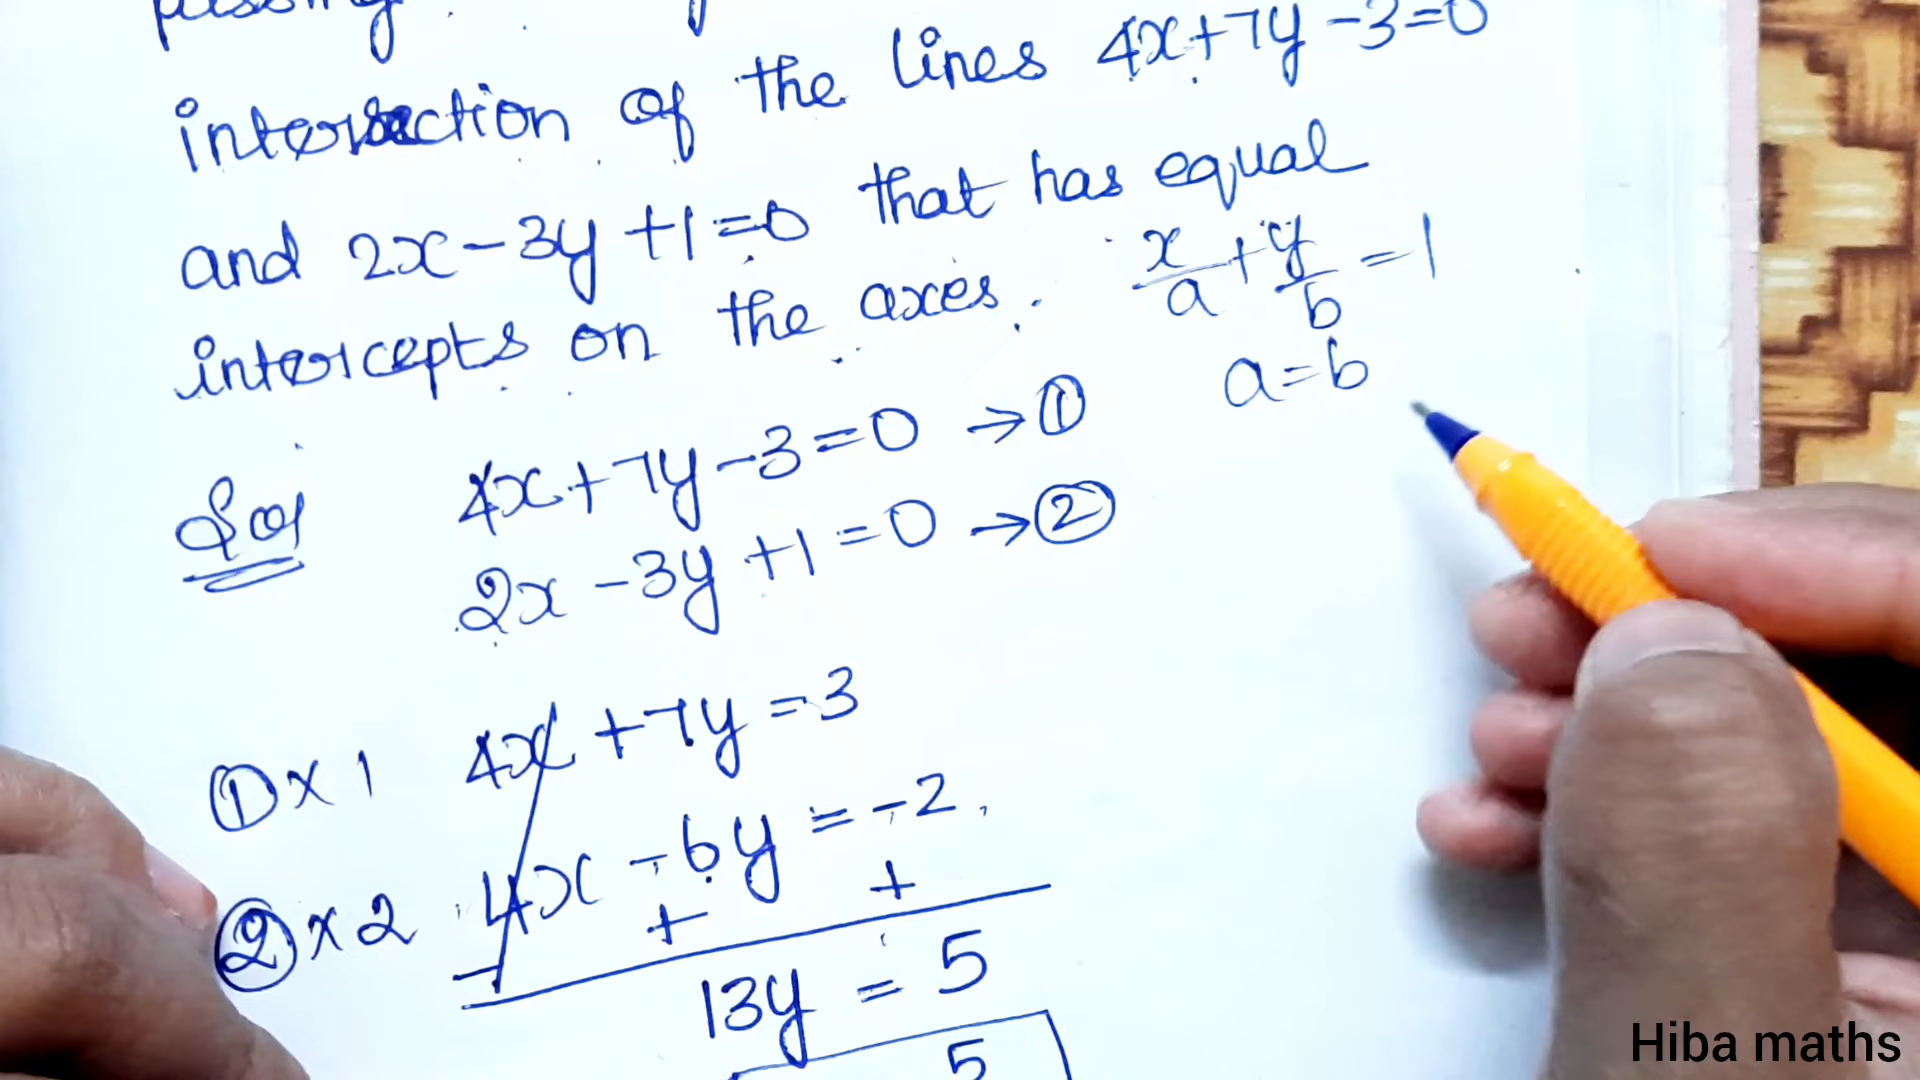 passing
intersection of the lines 4x+7y-3=0
and 2x-3y+1=0 that has equal
intercepts on the axes. x/a+y/b=1
a=b
Sol 4x+7y-3=0 →①
2x-3y+1=0 →②
①×1 4x+7y=3
②×2 4x-6y=-2.
- + +
13y=5
5
Hiba maths